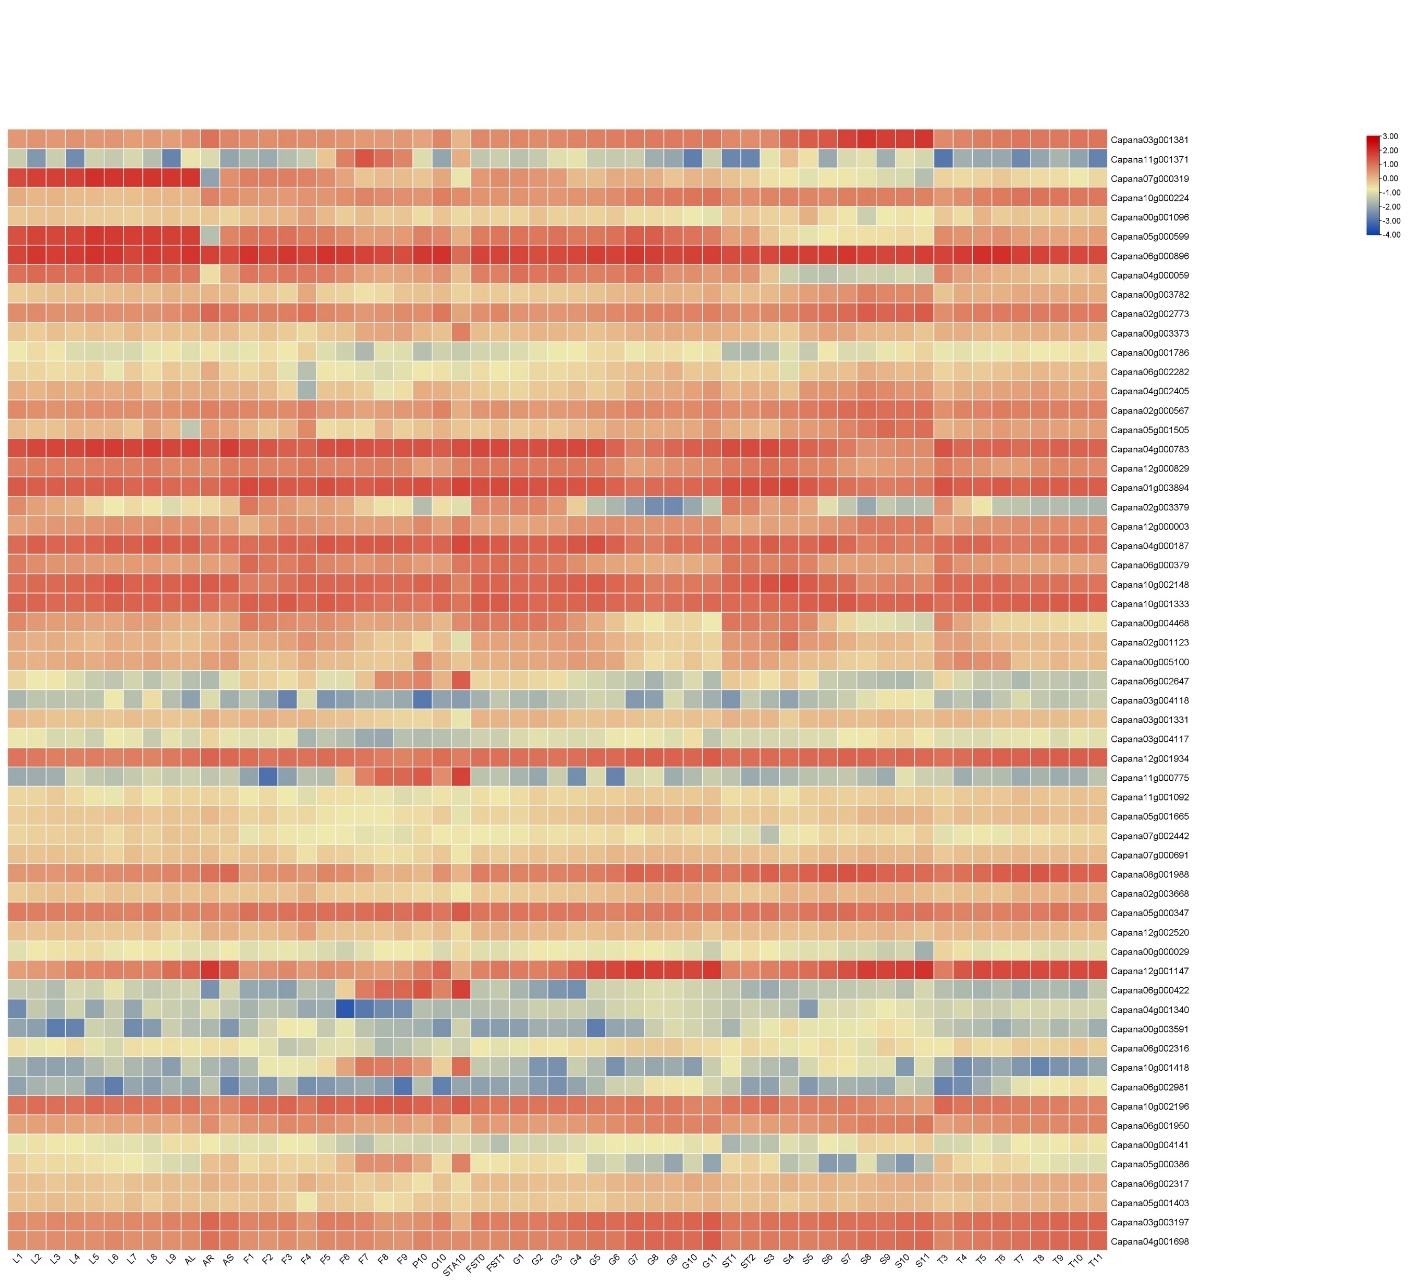 3.00
2.00
1.00
0.00
-1.00
-2.00
-3.00
-4.00
Capana03g001381
Capana11g001371
Capana07g000319
Capana10g000224
Capana00g001096
Capana05g000599
Capana06g000896
Capana04g000059
Capana00g003782
Capana02g002773
Capana00g003373
Capana00g001786
Capana06g002282
Capana04g002405
Capana02g000567
Capana05g001505
Capana04g000783
Capana12g000829
Capana01g003894
Capana02g003379
Capana12g000003
Capana04g000187
Capana06g000379
Capana10g002148
Capana10g001333
Capana00g004468
Capana02g001123
Capana00g005100
Capana06g002647
Capana03g004118
Capana03g001331
Capana03g004117
Capana12g001934
Capana11g000775
Capana11g001092
Capana05g001665
Capana07g002442
Capana07g000691
Capana08g001988
Capana02g003668
Capana05g000347
Capana12g002520
Capana00g000029
Capana12g001147
Capana06g000422
Capana04g001340
Capana00g003591
Capana06g002316
Capana10g001418
Capana06g002981
Capana10g002196
Capana06g001950
Capana00g004141
Capana05g000386
Capana06g002317
Capana05g001403
Capana03g003197
Capana04g001698
L1 L2 L3 L4 L5 L6 L7 L8 L9 AL AR AS F1 F2 F3 F4 F5 F6 F7 F8 F9 P10 O10 STA10 FST0 FST1 G1 G2 G3 G4 G5 G6 G7 G8 G9 G10 G11 ST1 ST2 S3 S4 S5 S6 S7 S8 S9 S10 S11 T3 T4 T5 T6 T7 T8 T9 T10 T11